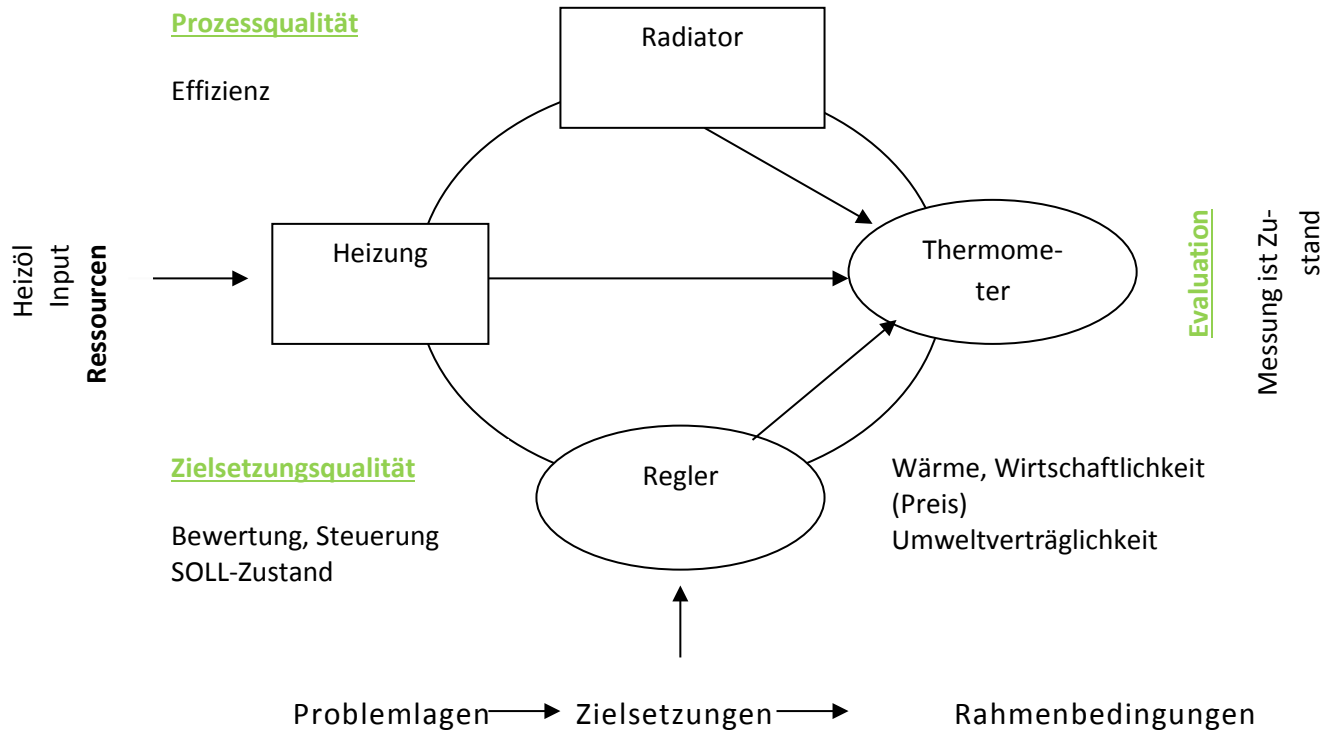 Prozessqualität
Effizienz
Radiator
Heizöl
Input
Ressourcen
Heizung
Thermome-
ter
Evaluation
Messung ist Zu-
stand
Zielsetzungsqualität
Bewertung, Steuerung
SOLL-Zustand
Regler
Wärme, Wirtschaftlichkeit
(Preis)
Umweltverträglichkeit
Problemlagen Zielsetzungen Rahmenbedingungen